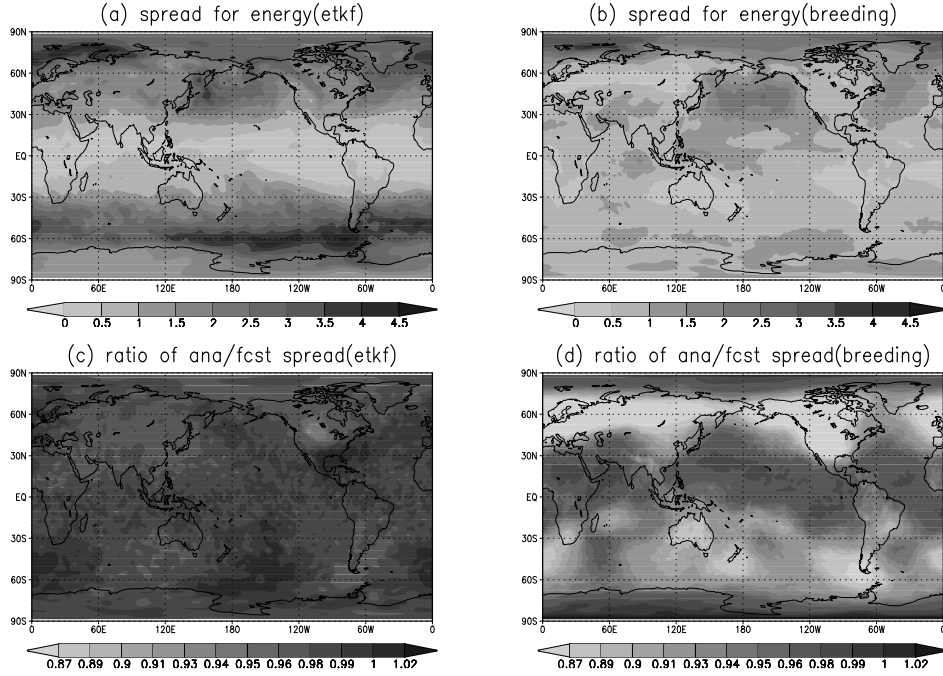 (a) spread for energy(etkf)
90N
60N
30N
EQ
30S
60S
90S
0 60E 120E 180 120W 60W 0
0 0.5 1 1.5 2 2.5 3 3.5 4 4.5
(b) spread for energy(breeding)
90N
60N
30N
EQ
30S
60S
90S
0 60E 120E 180 120W 60W 0
0 0.5 1 1.5 2 2.5 3 3.5 4 4.5
(c) ratio of ana/fcst spread(etkf)
90N
60N
30N
EQ
30S
60S
90S
0 60E 120E 180 120W 60W 0
0.87 0.89 0.9 0.91 0.93 0.94 0.95 0.96 0.98 0.99 1 1.02
(d) ratio of ana/fcst spread(breeding)
90N
60N
30N
EQ
30S
60S
90S
0 60E 120E 180 120W 60W 0
0.87 0.89 0.9 0.91 0.93 0.94 0.95 0.96 0.98 0.99 1 1.02